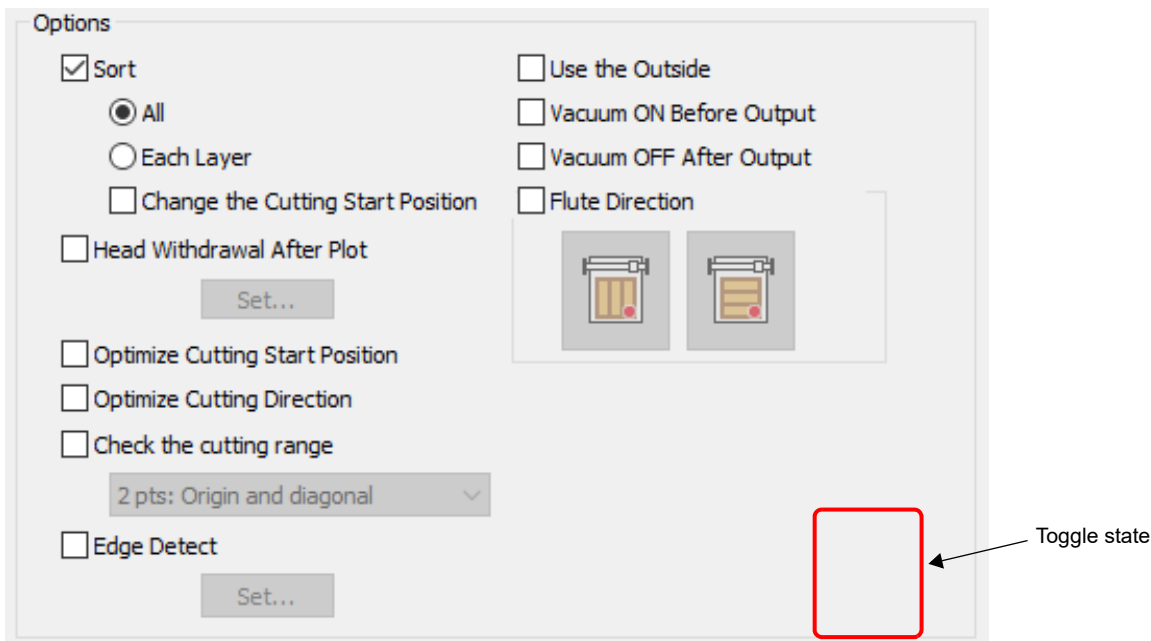 Options
Sort
All
Each Layer
Change the Cutting Start Position
Head Withdrawal After Plot
Set...
Optimize Cutting Start Position
Optimize Cutting Direction
Check the cutting range
2 pts: Origin and diagonal
Edge Detect
Set...
Use the Outside
Vacuum ON Before Output
Vacuum OFF After Output
Flute Direction
Toggle state